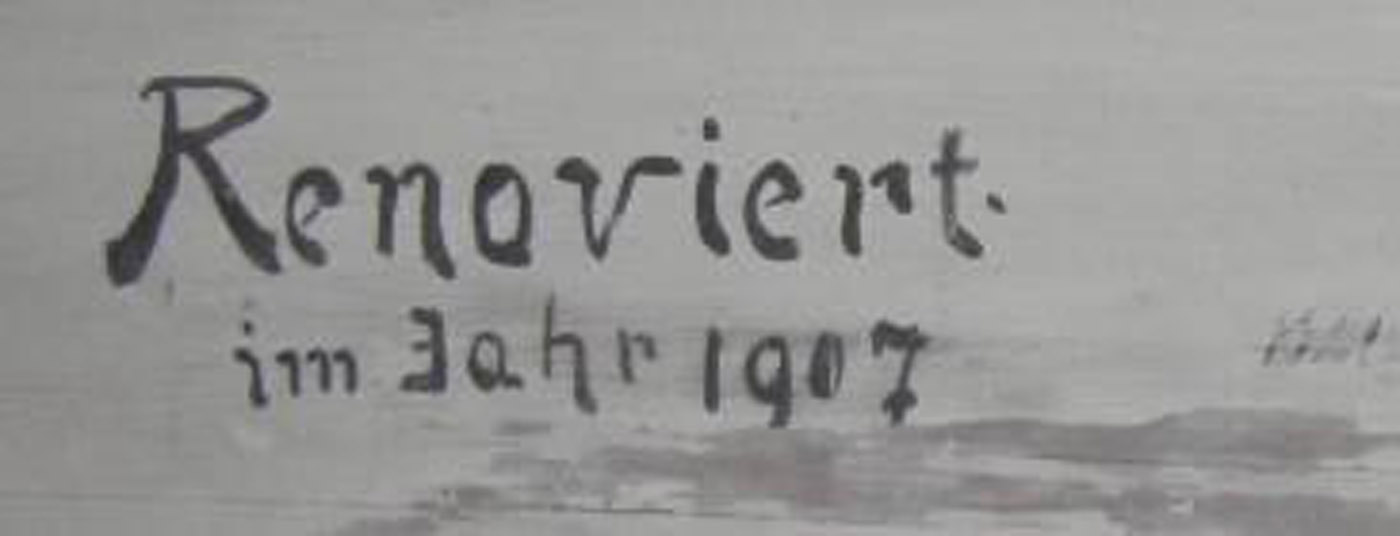 Renoviert.
im Jahr 1907